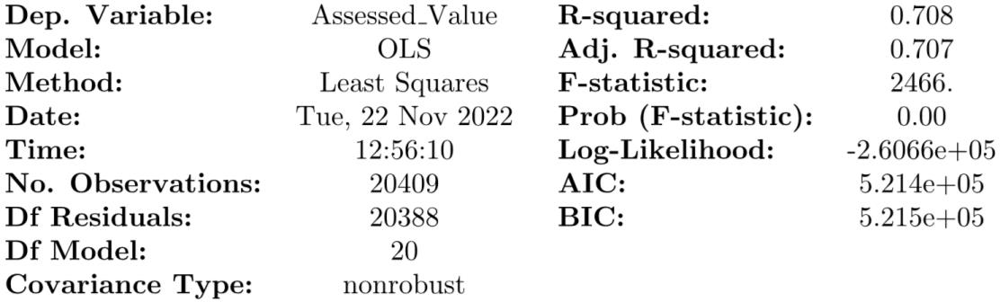 Dep. Variable: Assessed_Value R-squared: 0.708
Model: OLS Adj. R-squared: 0.707
Method: Least Squares F-statistic: 2466.
Date: Tue, 22 Nov 2022 Prob (F-statistic): 0.00
Time: 12:56:10 Log-Likelihood: -2.6066e+05
No. Observations: 20409 AIC: 5.214e+05
Df Residuals: 20388 BIC: 5.215e+05
Df Model: 20
Covariance Type: nonrobust